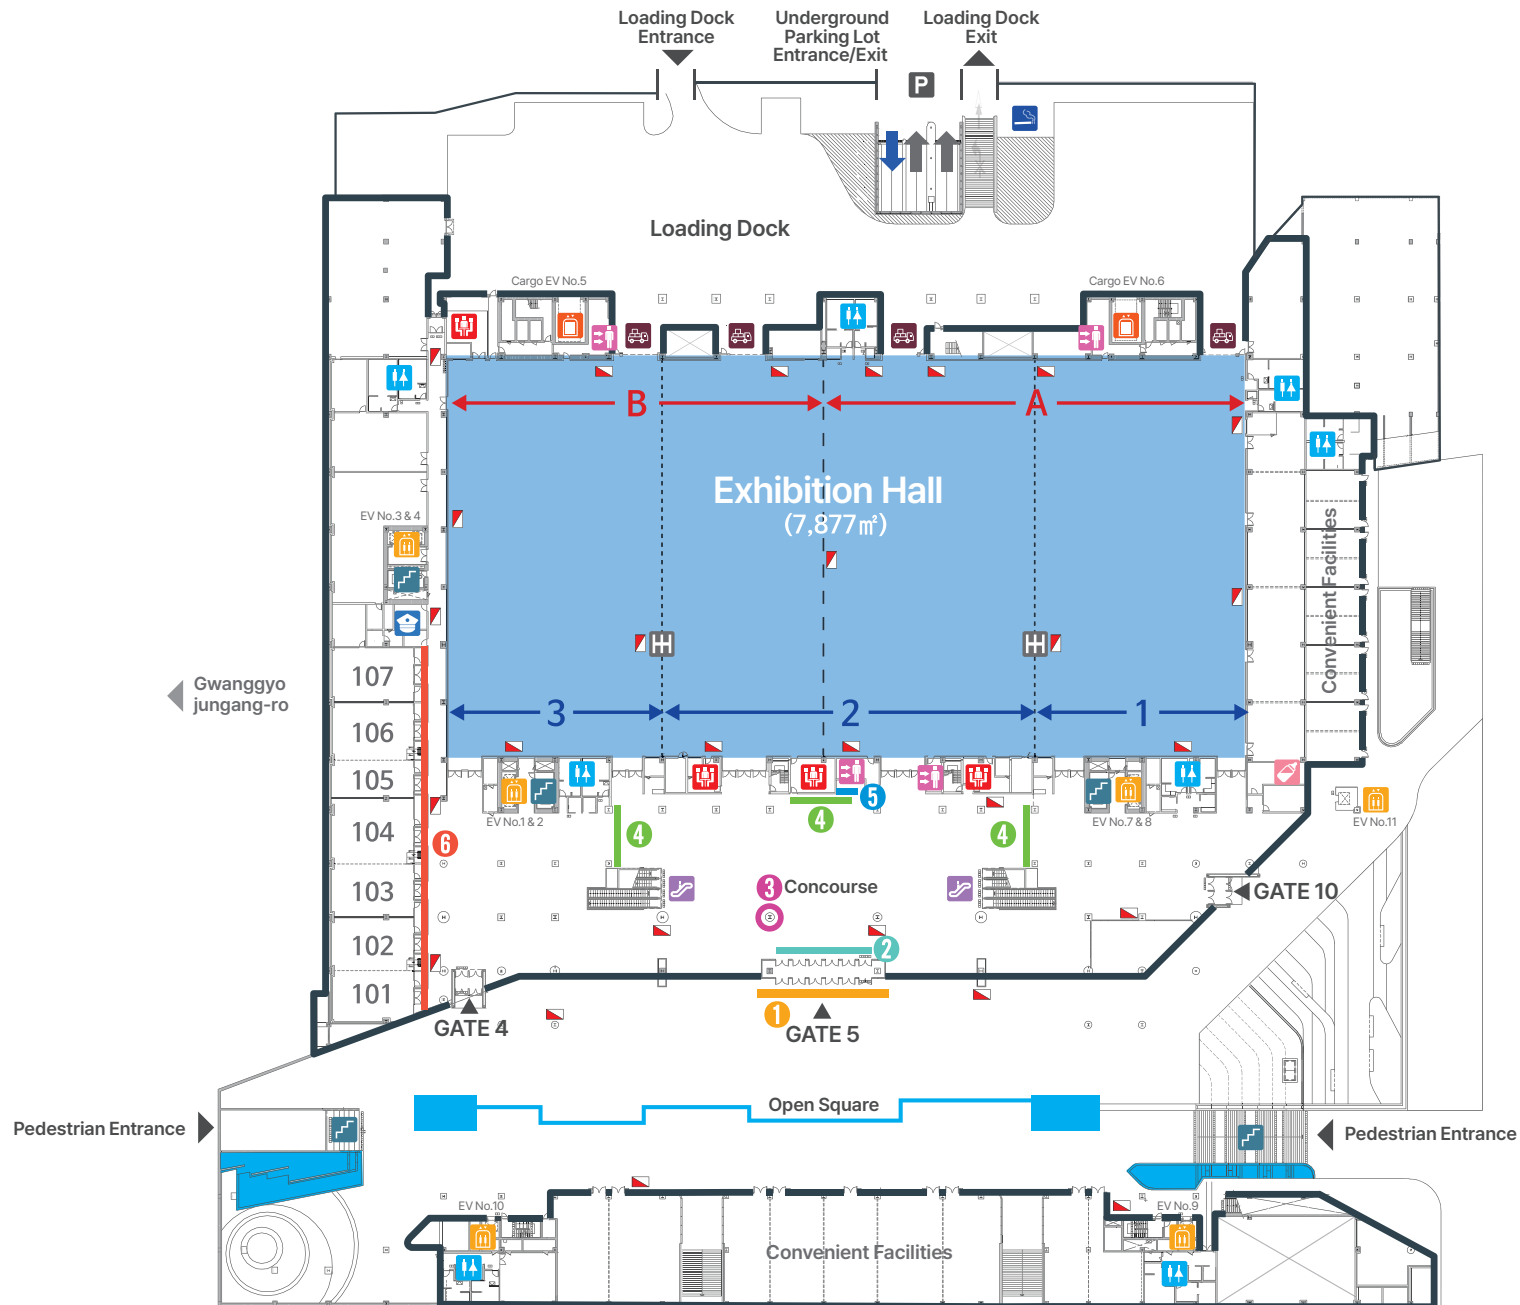 Loading Dock
Entrance
Underground
Parking Lot
Entrance/Exit
Loading Dock
Exit
P
Loading Dock
Cargo EV No.5
Cargo EV No.6
B
A
Exhibition Hall
(7,877㎡)
EV No.3 & 4
Convenient Facilities
107
Gwanggyo
jungang-ro
3
2
1
106
105
5
EV No.1 & 2
EV No.7 & 8
EV No.11
104
4
4
4
6
103
3
Concourse
GATE 10
102
2
101
1
GATE 4
GATE 5
Open Square
Pedestrian Entrance
Pedestrian Entrance
EV No.10
EV No.9
Convenient Facilities